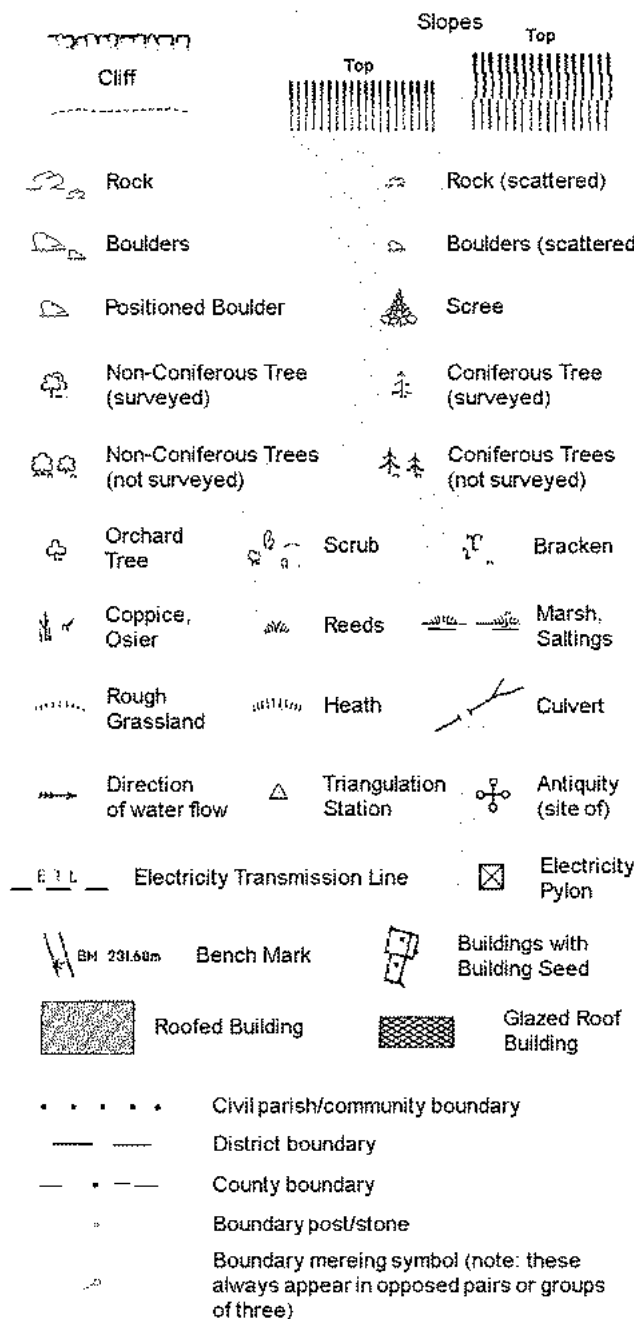 Slopes
Top
Top
Cliff
Rock
Rock (scattered)
Boulders
Boulders (scattered
Positioned Boulder
Scree
Non-Coniferous Tree
(surveyed)
Coniferous Tree
(surveyed)
Non-Coniferous Trees
(not surveyed)
Coniferous Trees
(not surveyed)
Orchard
Tree
Scrub
Bracken
Coppice,
Osier
Reeds
Marsh,
Saltings
Rough
Grassland
Heath
Culvert
Direction
of water flow
Triangulation
Station
Antiquity
(site of)
E T L
Electricity Transmission Line
Electricity
Pylon
BM 231.60m
Bench Mark
Buildings with
Building Seed
Roofed Building
Glazed Roof
Building
Civil parish/community boundary
District boundary
County boundary
Boundary post/stone
Boundary mereing symbol (note: these
always appear in opposed pairs or groups
of three)